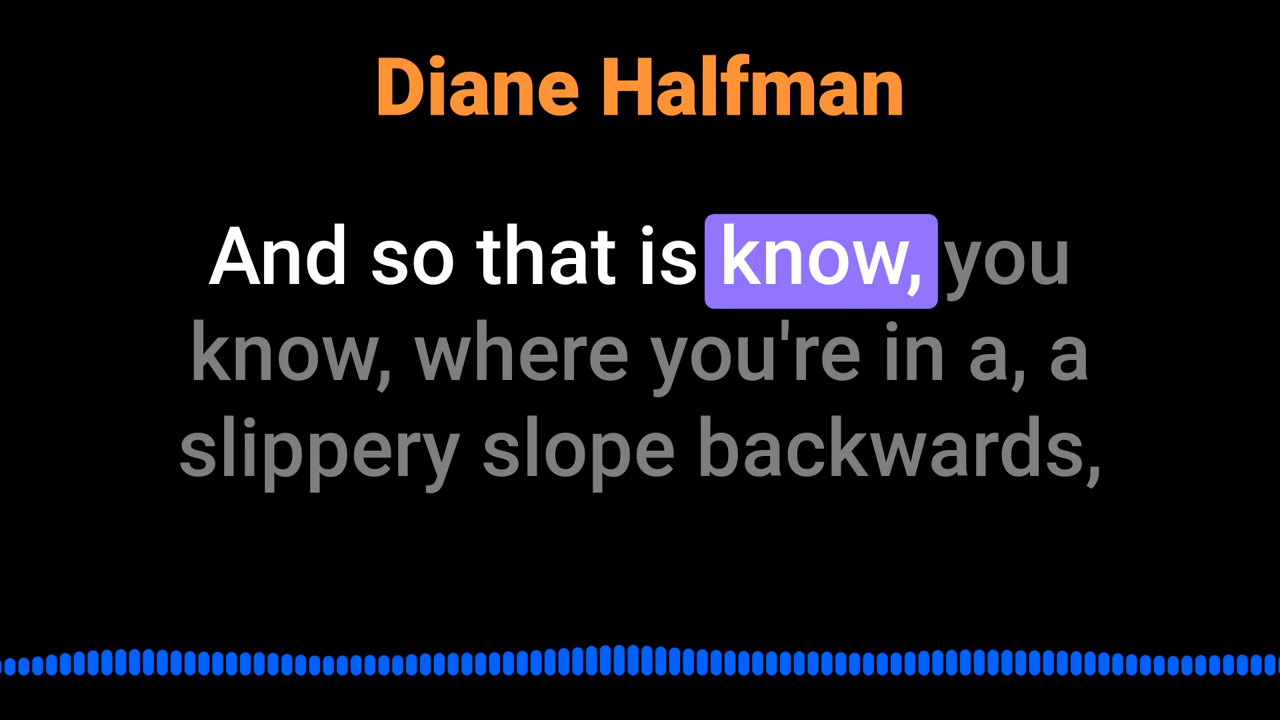 Diane Halfman
And so that is know, you
know, where you're in a, a
slippery slope backwards,